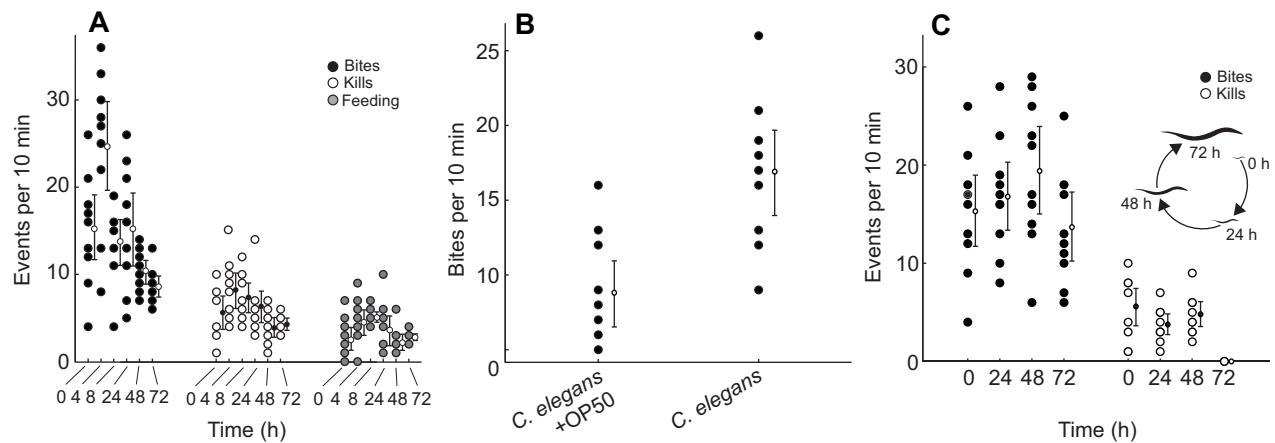 A
Events per 10 min
30
20
10
0
Bites
Kills
Feeding
0 4 8 24 48 72
0 4 8 24 48 72
0 4 8 24 48 72
Time (h)
B
Bites per 10 min
25
20
15
10
0
C. elegans
+OP50
C. elegans
C
Events per 10 min
30
20
10
0
Bites
Kills
72 h
0 h
48 h
24 h
0 24 48 72
0 24 48 72
Time (h)